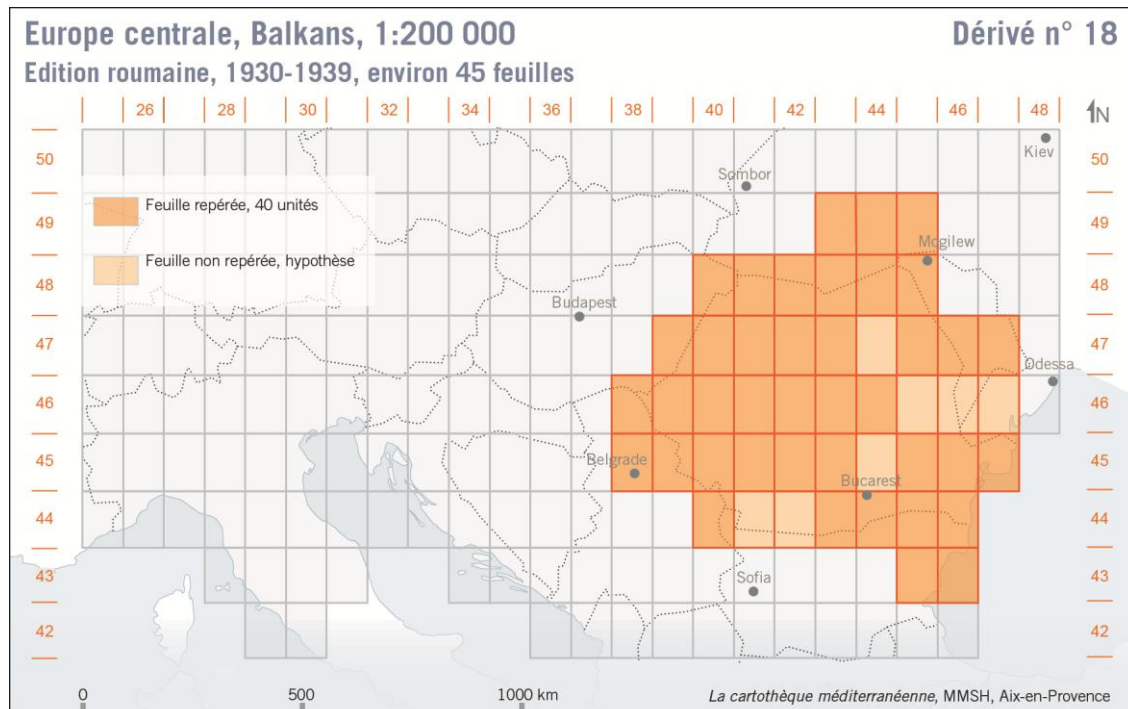 Europe centrale, Balkans, 1:200 000
Dérivé n° 18
Edition roumaine, 1930-1939, environ 45 feuilles
26 28 30 32 34 36 38 40 42 44 46 48
N
50 50
Kiev
Sombor
Feuille repérée, 40 unités
49 49
Mogilew
Feuille non repérée, hypothèse
48 48
Budapest
47 47
Odessa
46 46
45 45
Belgrade
Bucarest
44 44
43 43
Sofia
42 42
0 500 1000 km
La cartothèque méditerranéenne, MMSH, Aix-en-Provence